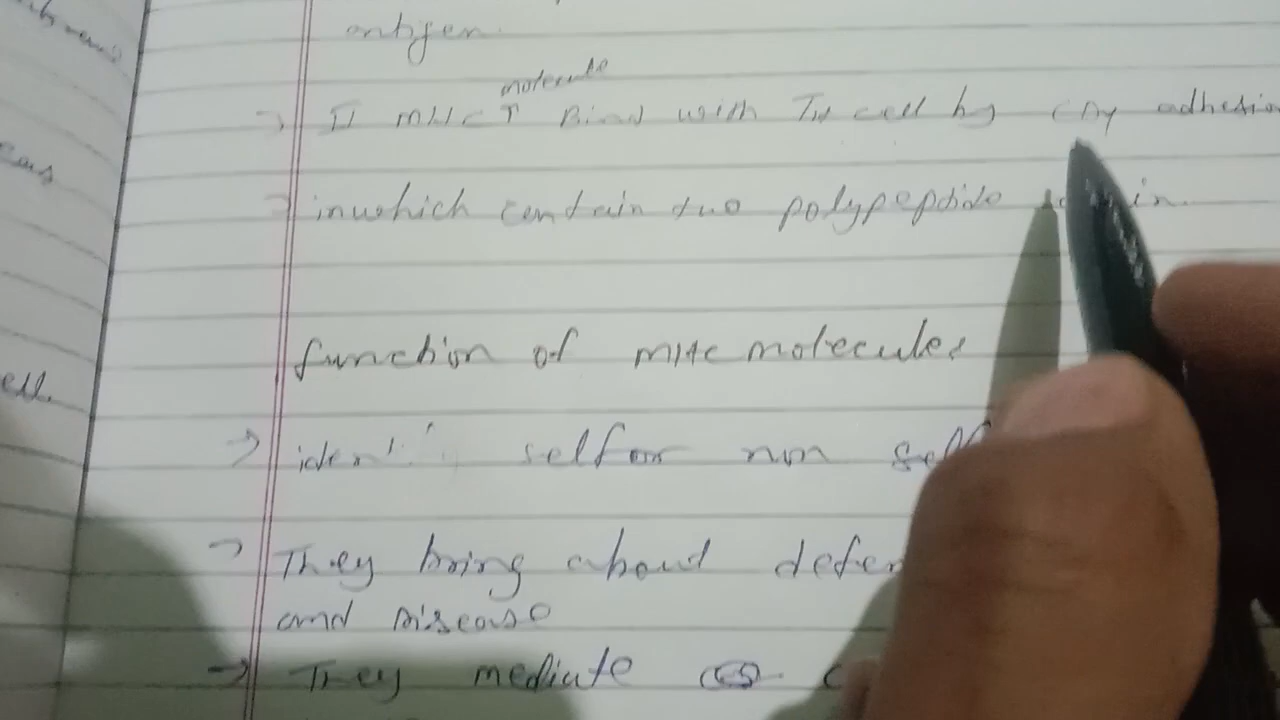 antigen.
molecule
→ II MHC Bind with TH cell by CD4 adhesion
→ in which contain two polypeptide
function of MHC molecules
→ self or non self
→ They bring about defen
and Disease
→ They mediate